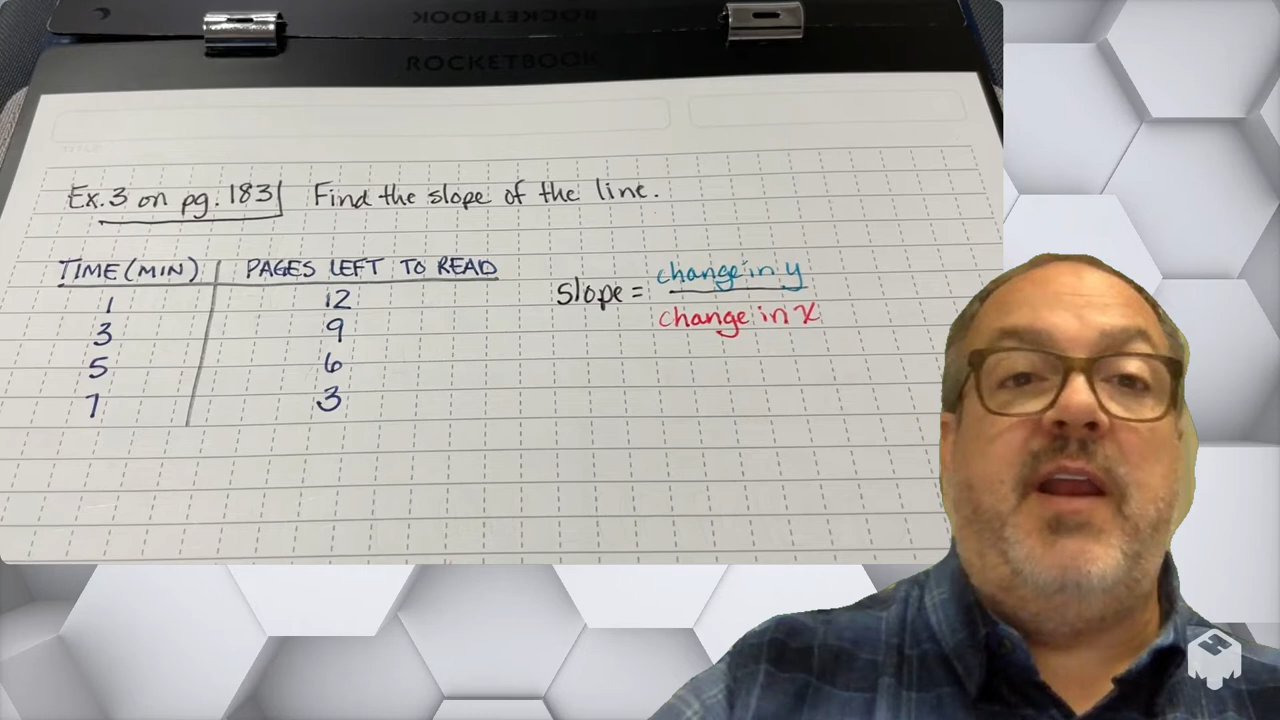 ROCKETBOOK
ROCKETBOOK
Ex. 3 on pg. 183 Find the slope of the line.
TIME (MIN) PAGES LEFT TO READ
1 12
3 9
5 6
7 3
slope = change in y
change in x